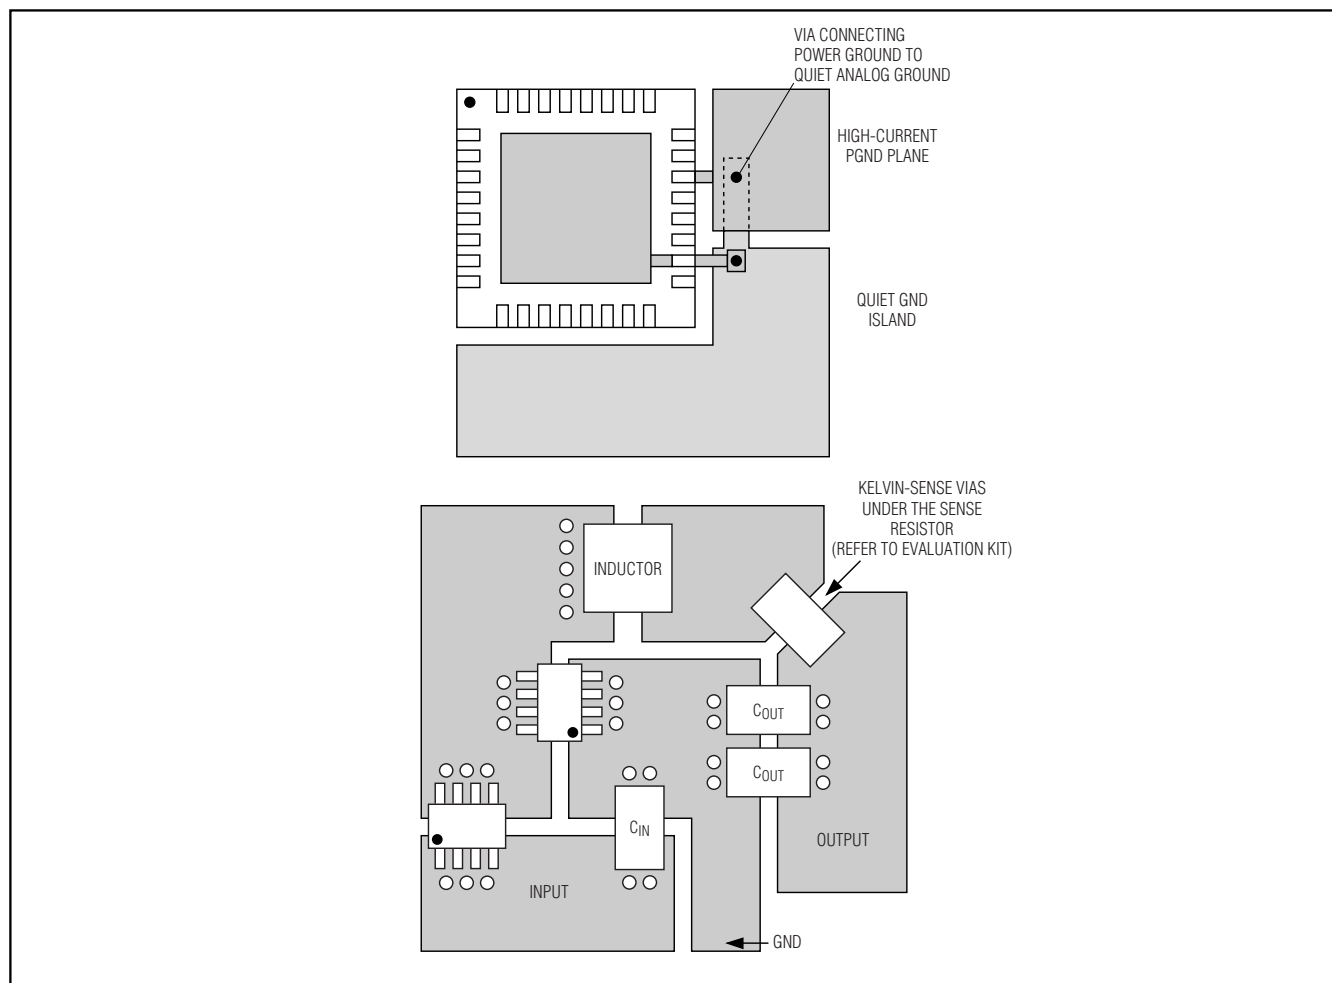 VIA CONNECTING
POWER GROUND TO
QUIET ANALOG GROUND
HIGH-CURRENT
PGND PLANE
QUIET GND
ISLAND
KELVIN-SENSE VIAS
UNDER THE SENSE
RESISTOR
(REFER TO EVALUATION KIT)
INDUCTOR
COUT
COUT
CIN
OUTPUT
INPUT
GND